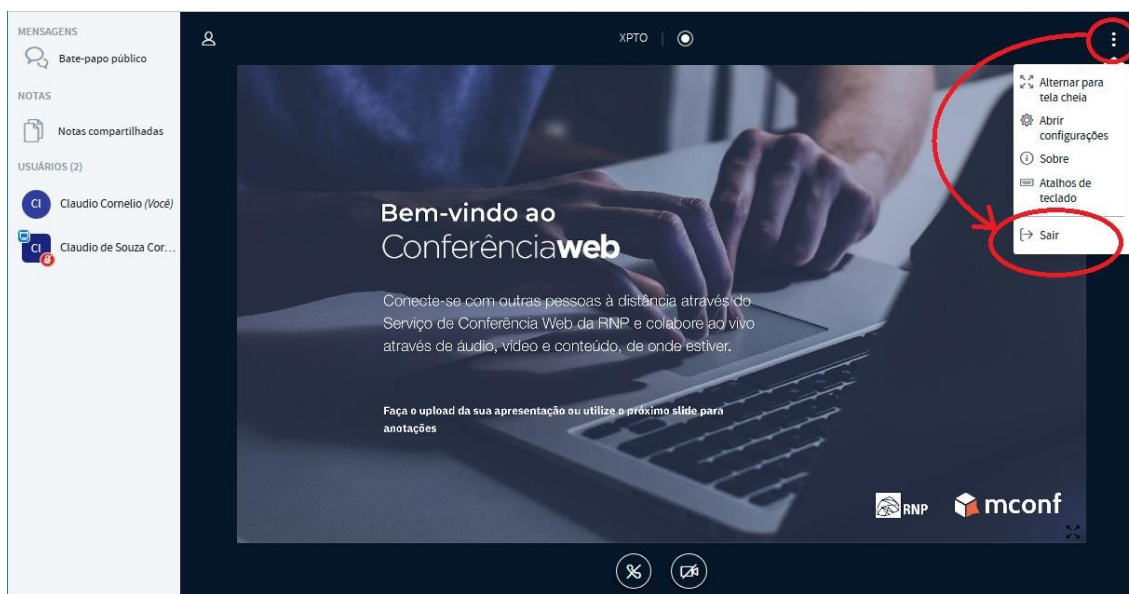 MENSAGENS
Bate-papo público
NOTAS
Notas compartilhadas
USUÁRIOS (2)
Cl
Claudio Cornelio (Você)
Cl
Claudio de Souza Cor...
XPTO
Alternar para
tela cheia
Abrir
configurações
Sobre
Atalhos de
teclado
Sair
Bem-vindo ao
Conferênciaweb
Conecte-se com outras pessoas à distância através do
Serviço de Conferência Web da RNP e colabore ao vivo
através de áudio, vídeo e conteúdo, de onde estiver.
Faça o upload da sua apresentação ou utilize o próximo slide para
anotações
RNP
mconf